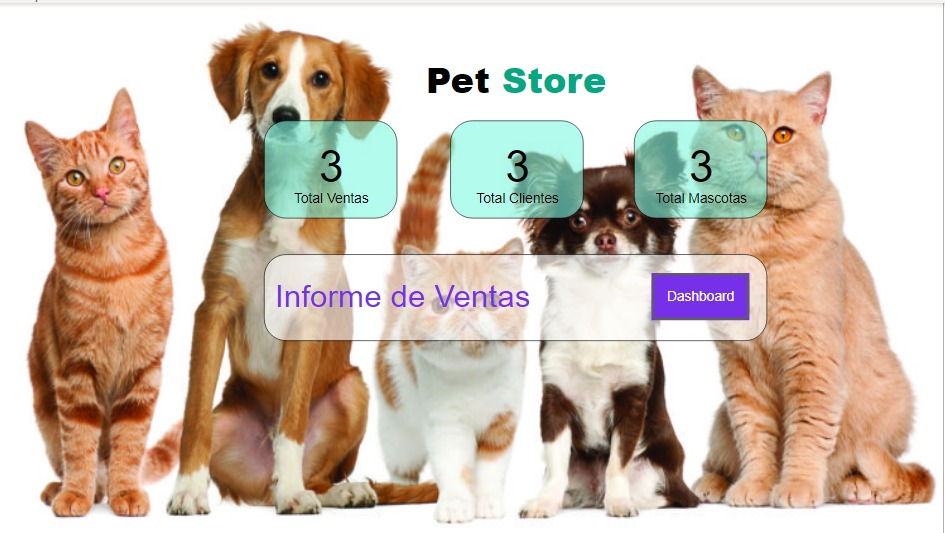 Pet Store
3 3 3
Total Ventas Total Clientes Total Mascotas
Informe de Ventas Dashboard